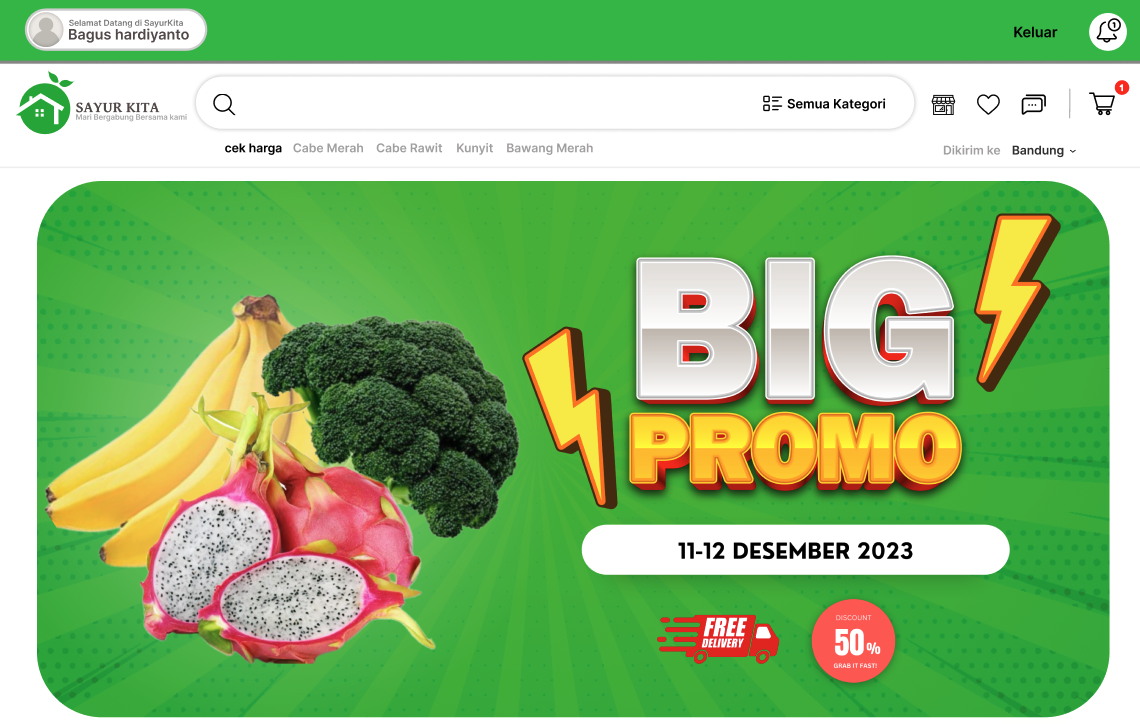 Selamat Datang di SayurKita
Bagus hardiyanto
Keluar
1
SAYUR KITA
Mari Bergabung Bersama kami
Semua Kategori
1
cek harga Cabe Merah Cabe Rawit Kunyit Bawang Merah
Dikirim ke Bandung
BIG
PROMO
11-12 DESEMBER 2023
FREE
DELIVERY
DISCOUNT
50%
GRAB IT FAST!